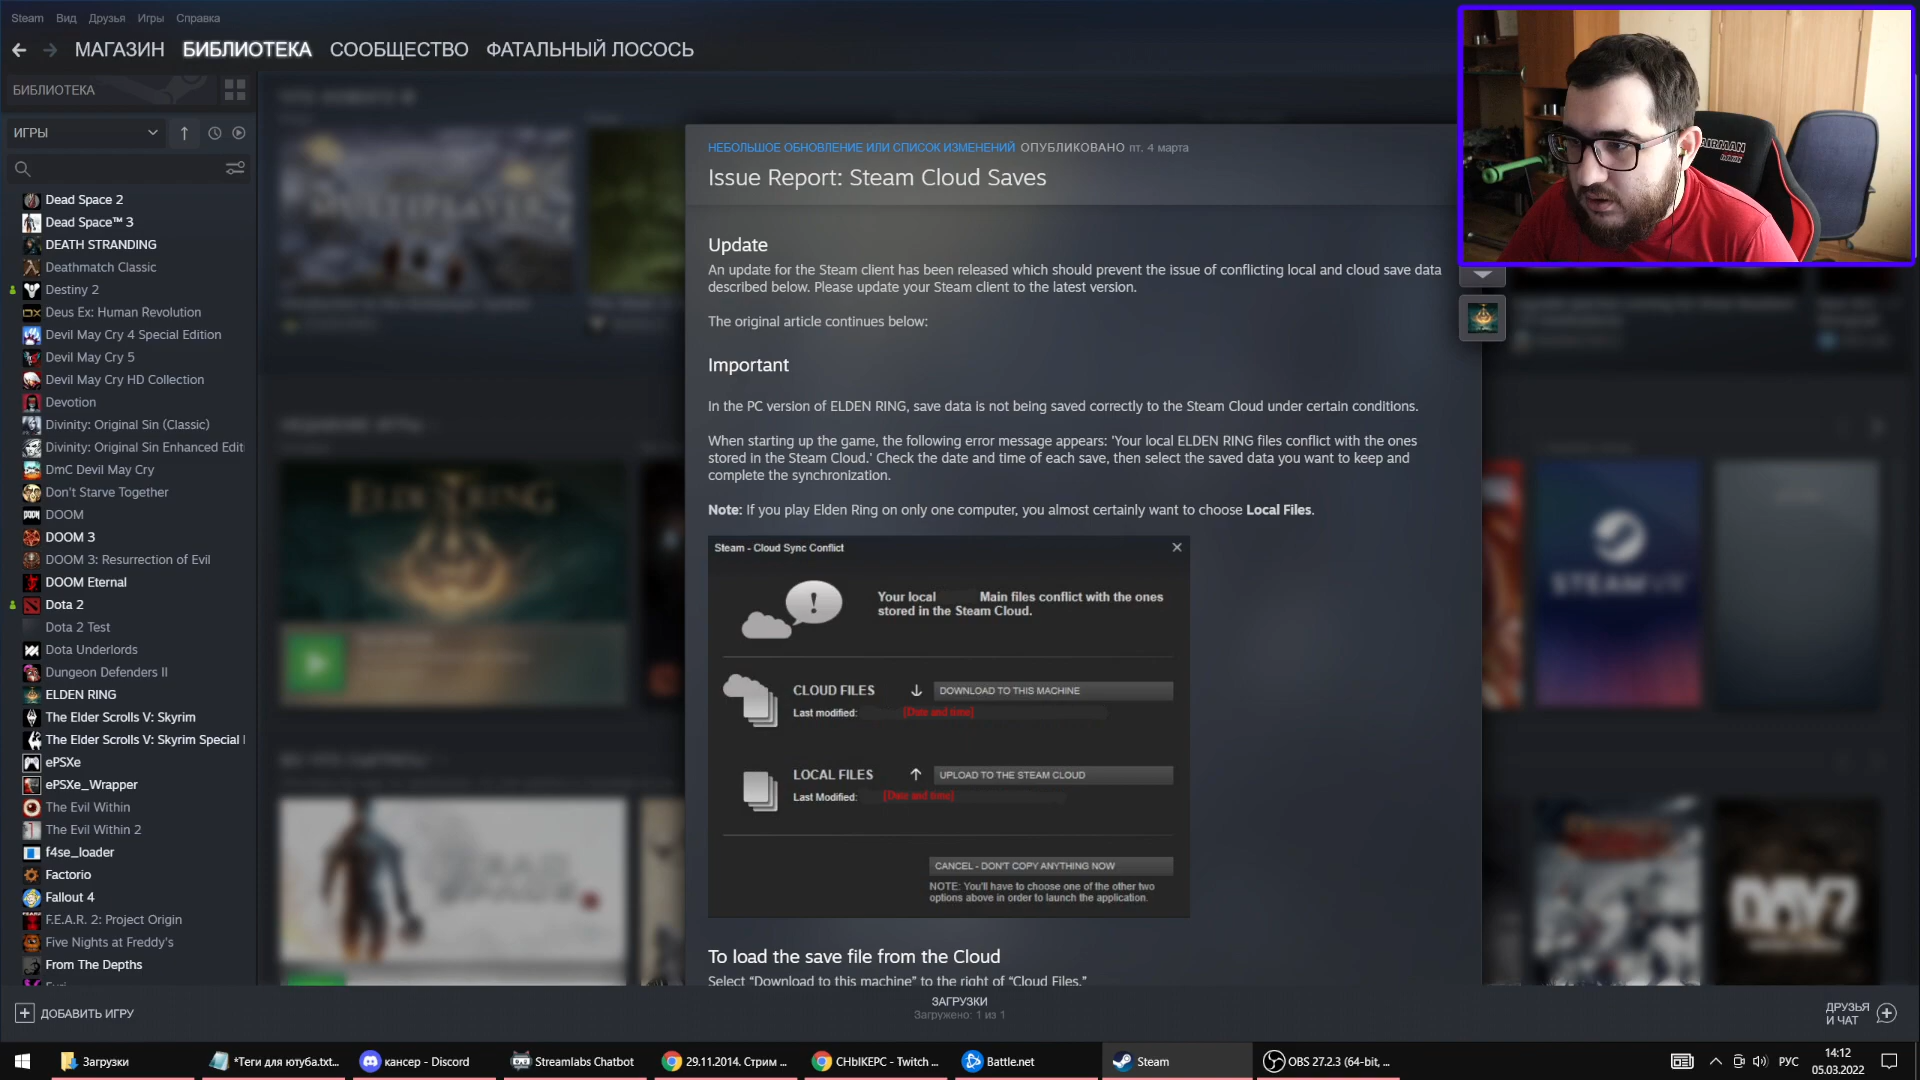 Steam Вид Друзья Игры Справка
МАГАЗИН БИБЛИОТЕКА СООБЩЕСТВО ФАТАЛЬНЫЙ ЛОСОСЬ
БИБЛИОТЕКА
ИГРЫ
Dead Space 2
Dead Space™ 3
DEATH STRANDING
Deathmatch Classic
Destiny 2
Deus Ex: Human Revolution
Devil May Cry 4 Special Edition
Devil May Cry 5
Devil May Cry HD Collection
Devotion
Divinity: Original Sin (Classic)
Divinity: Original Sin Enhanced Edit
DmC Devil May Cry
Don't Starve Together
DOOM
DOOM 3
DOOM 3: Resurrection of Evil
DOOM Eternal
Dota 2
Dota 2 Test
Dota Underlords
Dungeon Defenders II
ELDEN RING
The Elder Scrolls V: Skyrim
The Elder Scrolls V: Skyrim Special
ePSXe
ePSXe_Wrapper
The Evil Within
The Evil Within 2
f4se_loader
Factorio
Fallout 4
F.E.A.R. 2: Project Origin
Five Nights at Freddy's
From The Depths
ДОБАВИТЬ ИГРУ
НЕБОЛЬШОЕ ОБНОВЛЕНИЕ ИЛИ СПИСОК ИЗМЕНЕНИЙ ОПУБЛИКОВАНО пт. 4 марта
Issue Report: Steam Cloud Saves
Update
An update for the Steam client has been released which should prevent the issue of conflicting local and cloud save data
described below. Please update your Steam client to the latest version.
The original article continues below:
Important
In the PC version of ELDEN RING, save data is not being saved correctly to the Steam Cloud under certain conditions.
When starting up the game, the following error message appears: 'Your local ELDEN RING files conflict with the ones
stored in the Steam Cloud.' Check the date and time of each save, then select the saved data you want to keep and
complete the synchronization.
Note: If you play Elden Ring on only one computer, you almost certainly want to choose Local Files.
Steam - Cloud Sync Conflict
Your local Main files conflict with the ones
stored in the Steam Cloud.
CLOUD FILES DOWNLOAD TO THIS MACHINE
Last modified: [Date and time]
LOCAL FILES UPLOAD TO THE STEAM CLOUD
Last Modified: [Date and time]
CANCEL - DON'T COPY ANYTHING NOW
NOTE: You'll have to choose one of the other two
options above in order to launch the application.
To load the save file from the Cloud
Select “Download to this machine” to the right of “Cloud Files.”
ELDEN RING
STEAMVR
DAYZ
ЗАГРУЗКИ
Загружено: 1 из 1
ДРУЗЬЯ
И ЧАТ
Загрузки
*Теги для ютуба.txt...
кансер - Discord
Streamlabs Chatbot
29.11.2014. Стрим ...
СНЫКЕРС - Twitch ...
Battle.net
Steam
OBS 27.2.3 (64-bit, ...
РУС
14:12
05.03.2022